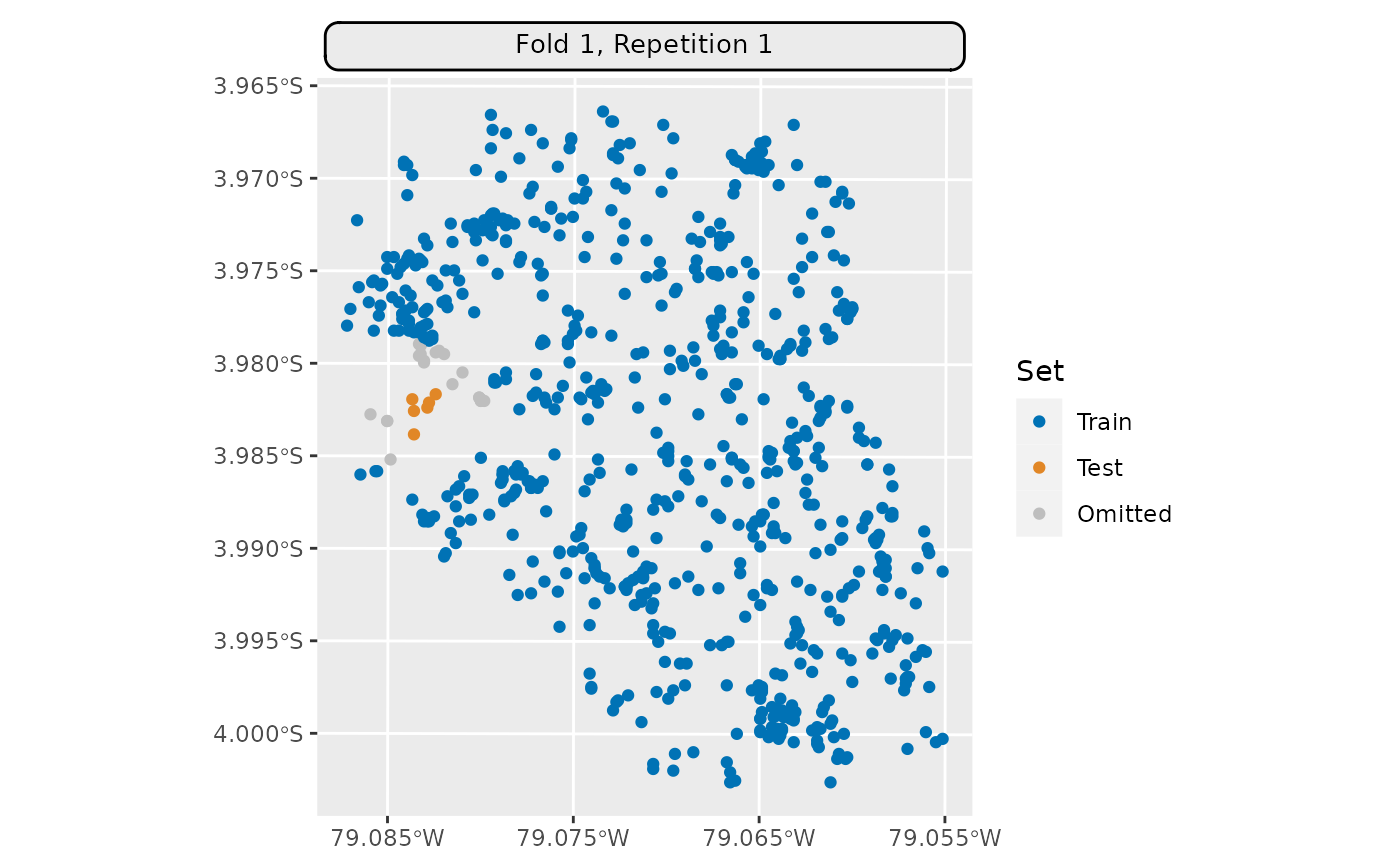 Fold 1, Repetition 1
3.965°S
3.970°S
3.975°S
3.980°S
3.985°S
3.990°S
3.995°S
4.000°S
79.085°W 79.075°W 79.065°W 79.055°W
Set
Train
Test
Omitted